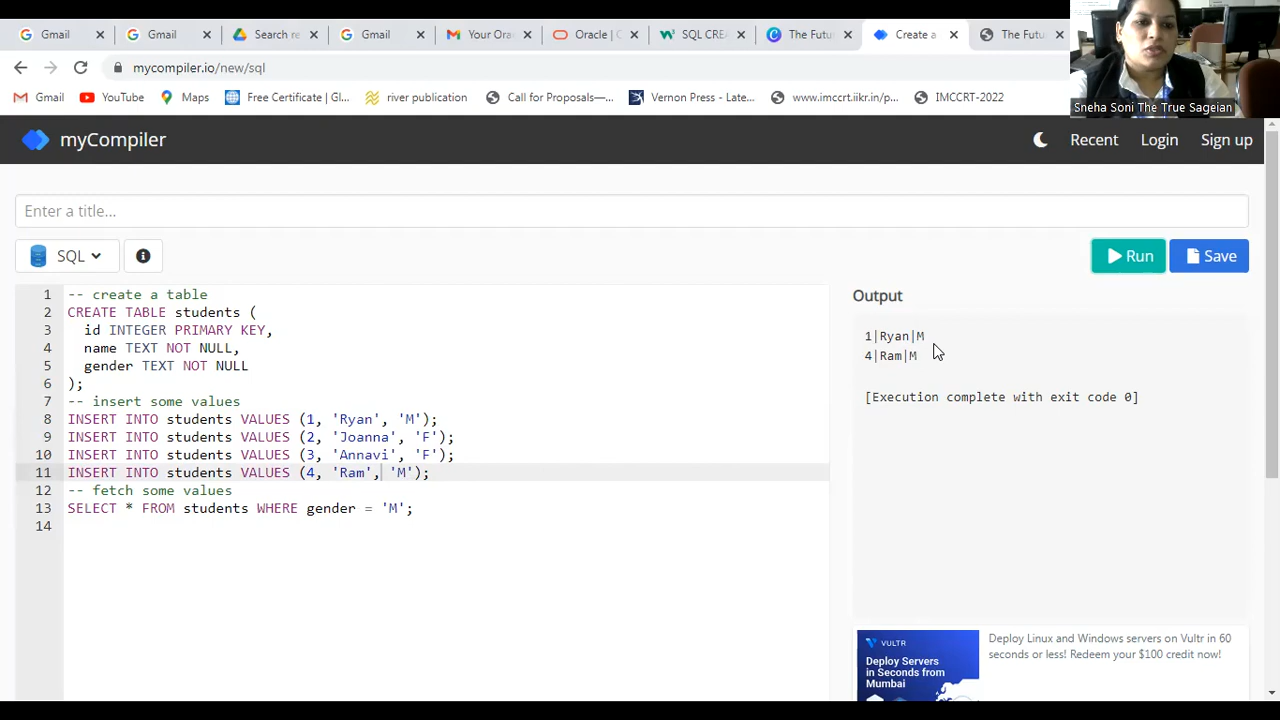 Gmail
Gmail
Search re
Gmail
Your Ora
Oracle | C
SQL CREA
The Futu
Create a
The Futu
mycompiler.io/new/sql
Gmail
YouTube
Maps
Free Certificate | Gl...
river publication
Call for Proposals—...
Vernon Press - Late...
www.imccrt.iikr.in/p...
IMCCRT-2022
Sneha Soni The True Sageian
myCompiler
Recent
Login
Sign up
Enter a title...
SQL
Run
Save
1 -- create a table
2 CREATE TABLE students (
3 id INTEGER PRIMARY KEY,
4 name TEXT NOT NULL,
5 gender TEXT NOT NULL
6 );
7 -- insert some values
8 INSERT INTO students VALUES (1, 'Ryan', 'M');
9 INSERT INTO students VALUES (2, 'Joanna', 'F');
10 INSERT INTO students VALUES (3, 'Annavi', 'F');
11 INSERT INTO students VALUES (4, 'Ram', 'M');
12 -- fetch some values
13 SELECT * FROM students WHERE gender = 'M';
14
Output
1|Ryan|M
4|Ram|M
[Execution complete with exit code 0]
VULTR
Deploy Servers
in Seconds from
Mumbai
Deploy Linux and Windows servers on Vultr in 60
seconds or less! Redeem your $100 credit now!